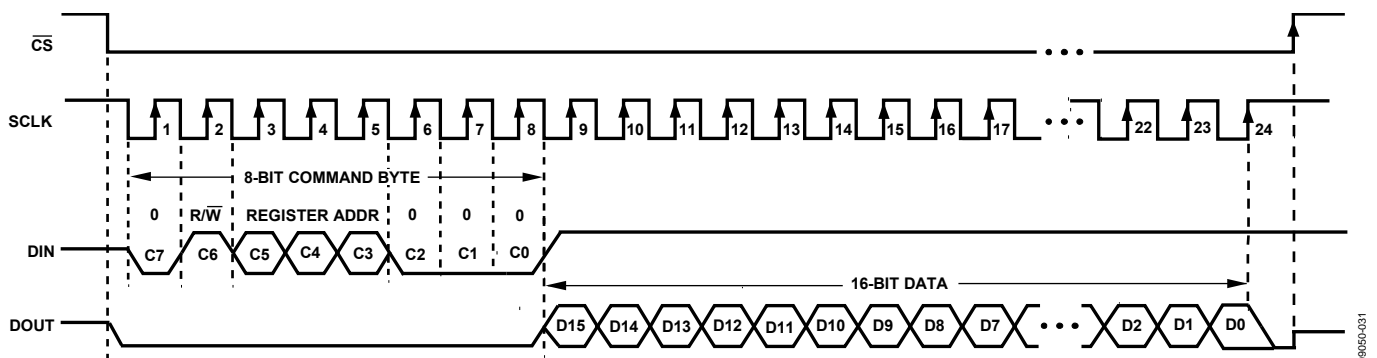 CS
SCLK
1 2 3 4 5 6 7 8 9 10 11 12 13 14 15 16 17 22 23 24
8-BIT COMMAND BYTE
0 R/W REGISTER ADDR 0 0 0
DIN C7 C6 C5 C4 C3 C2 C1 C0
16-BIT DATA
DOUT D15 D14 D13 D12 D11 D10 D9 D8 D7 D2 D1 D0
09050-031